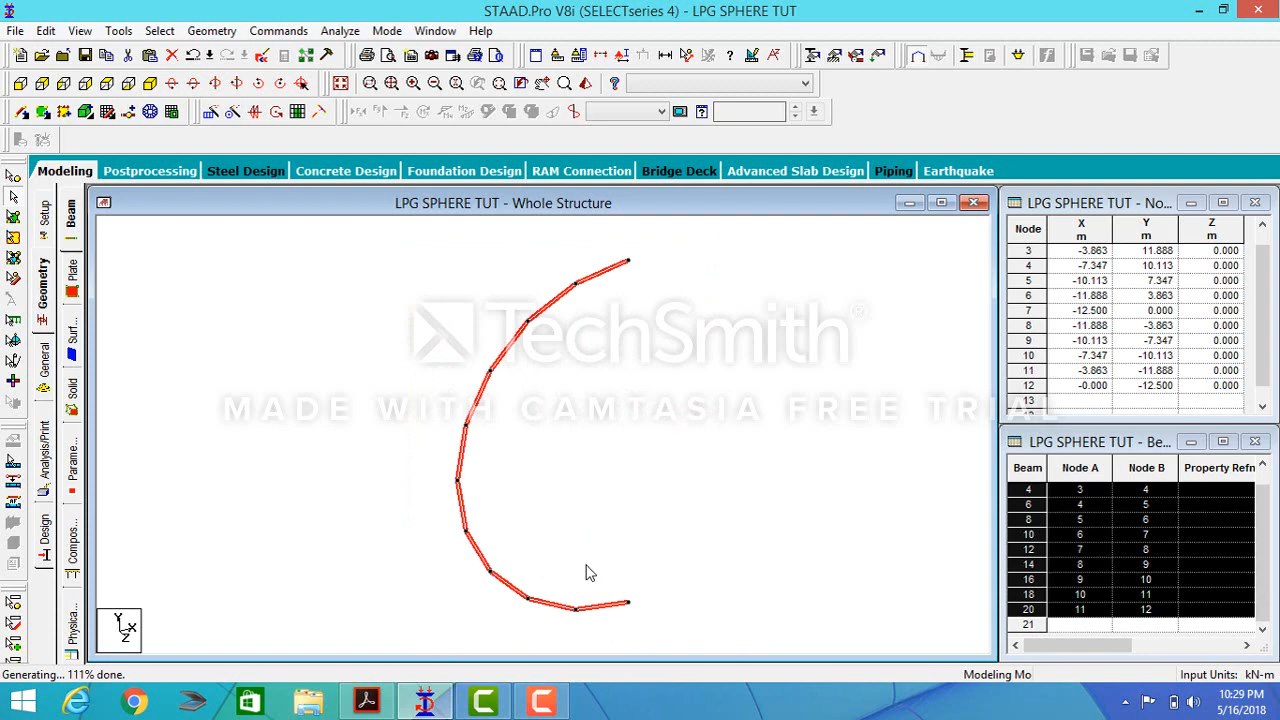 STAAD.Pro V8i (SELECTseries 4) - LPG SPHERE TUT
File Edit View Tools Select Geometry Commands Analyze Mode Window Help
Modeling Postprocessing Steel Design Concrete Design Foundation Design RAM Connection Bridge Deck Advanced Slab Design Piping Earthquake
LPG SPHERE TUT - Whole Structure
Setup
Geometry
General
Analysis/Print
Design
Beam
Plate
Surf...
Solid
Parame...
Compos...
Physica...
TechSmith®
MADE WITH CAMTASIA FREE TRIAL
Y
X
Z
LPG SPHERE TUT - No...
Node X m Y m Z m
3 -3.863 11.888 0.000
4 -7.347 10.113 0.000
5 -10.113 7.347 0.000
6 -11.888 3.863 0.000
7 -12.500 0.000 0.000
8 -11.888 -3.863 0.000
9 -10.113 -7.347 0.000
10 -7.347 -10.113 0.000
11 -3.863 -11.888 0.000
12 -0.000 -12.500 0.000
13
LPG SPHERE TUT - Be...
Beam Node A Node B Property Refn
4 3 4
6 4 5
8 5 6
10 6 7
12 7 8
14 8 9
16 9 10
18 10 11
20 11 12
21
Generating... 111% done.
Modeling Mo
Input Units: kN-m
10:29 PM
5/16/2018